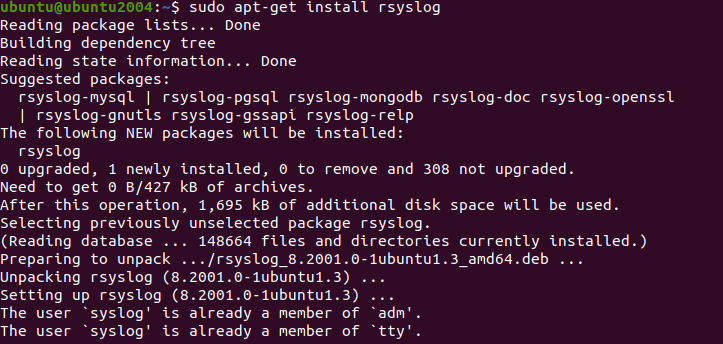 ubuntu@ubuntu2004:~$ sudo apt-get install rsyslog
Reading package lists... Done
Building dependency tree
Reading state information... Done
Suggested packages:
  rsyslog-mysql | rsyslog-pgsql rsyslog-mongodb rsyslog-doc rsyslog-openssl
  | rsyslog-gnutls rsyslog-gssapi rsyslog-relp
The following NEW packages will be installed:
  rsyslog
0 upgraded, 1 newly installed, 0 to remove and 308 not upgraded.
Need to get 0 B/427 kB of archives.
After this operation, 1,695 kB of additional disk space will be used.
Selecting previously unselected package rsyslog.
(Reading database ... 148664 files and directories currently installed.)
Preparing to unpack .../rsyslog_8.2001.0-1ubuntu1.3_amd64.deb ...
Unpacking rsyslog (8.2001.0-1ubuntu1.3) ...
Setting up rsyslog (8.2001.0-1ubuntu1.3) ...
The user `syslog' is already a member of `adm'.
The user `syslog' is already a member of `tty'.